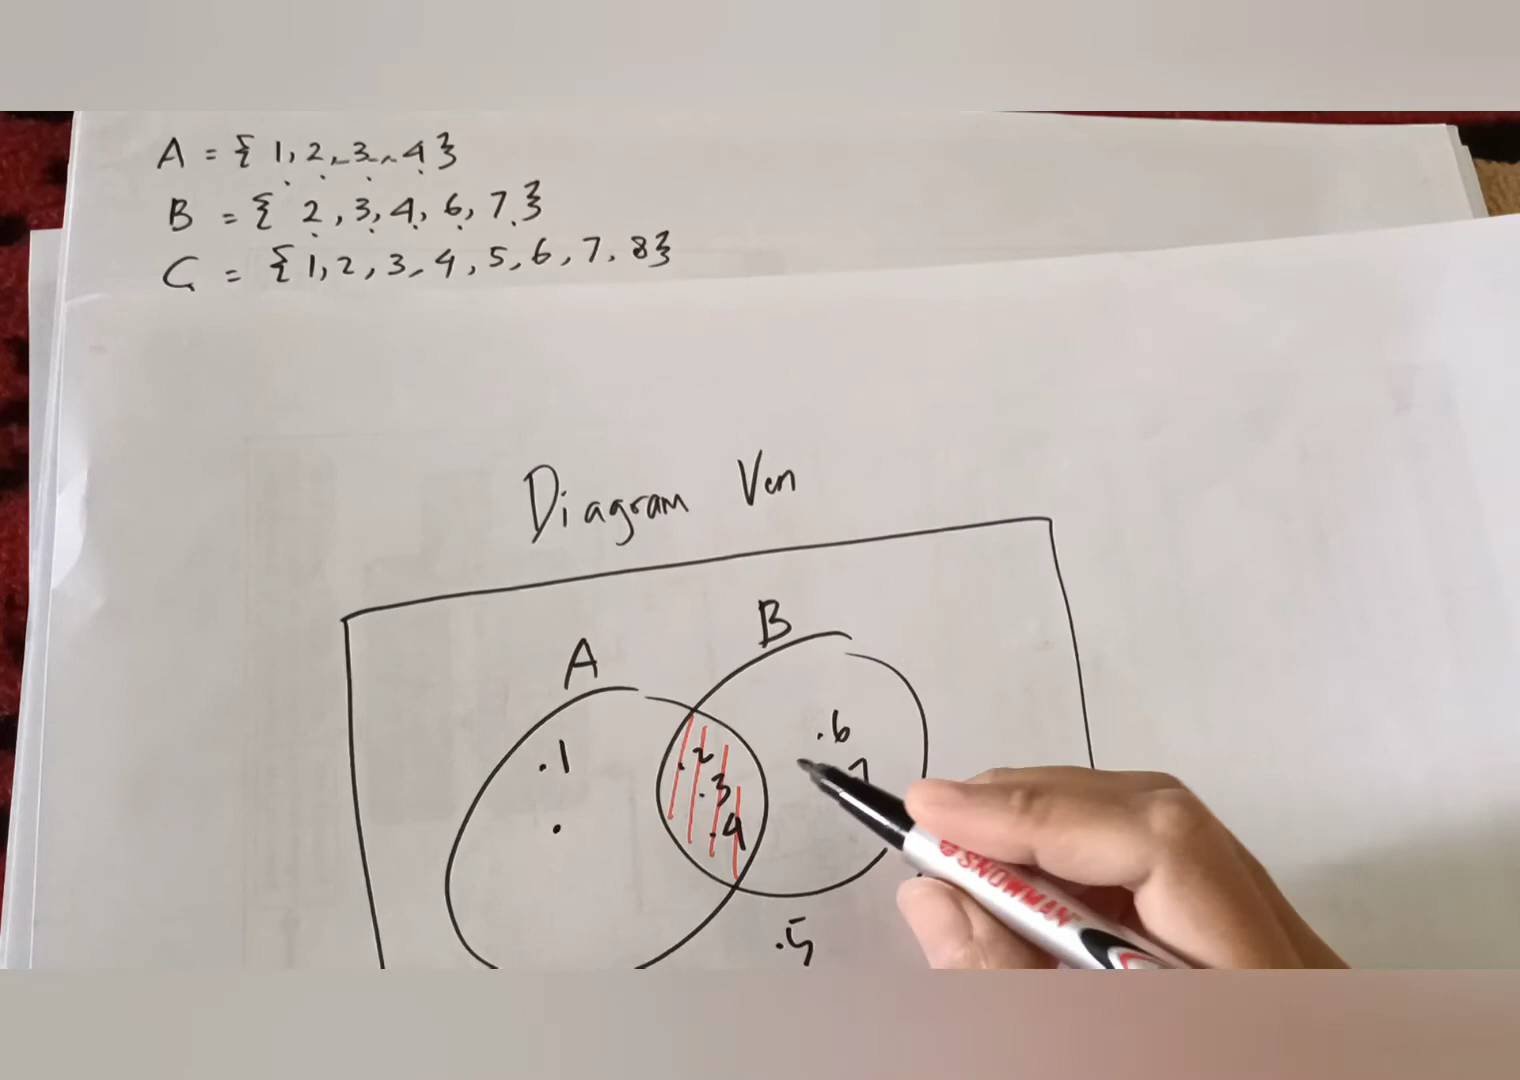 A = { 1, 2, 3, 4 }
B = { 2, 3, 4, 6, 7 }
C = { 1, 2, 3, 4, 5, 6, 7, 8 }
Diagram Ven
B
A
.6
.1
.2
7
.3
.4
SNOWMAN
.5